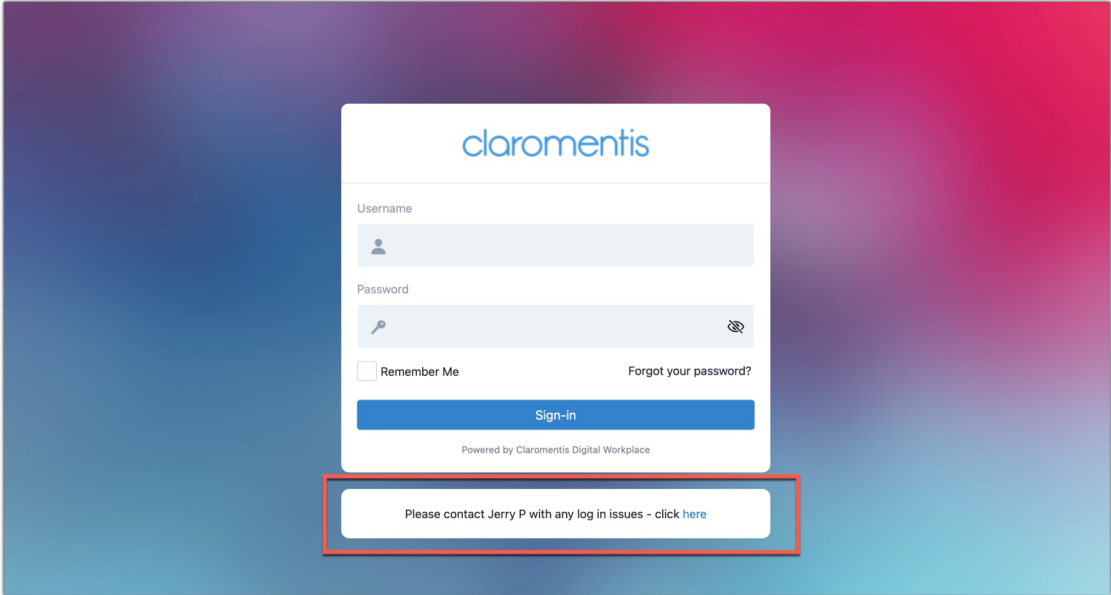 claromentis
Username
Password
Remember Me
Forgot your password?
Sign-in
Powered by Claromentis Digital Workplace
Please contact Jerry P with any log in issues - click here